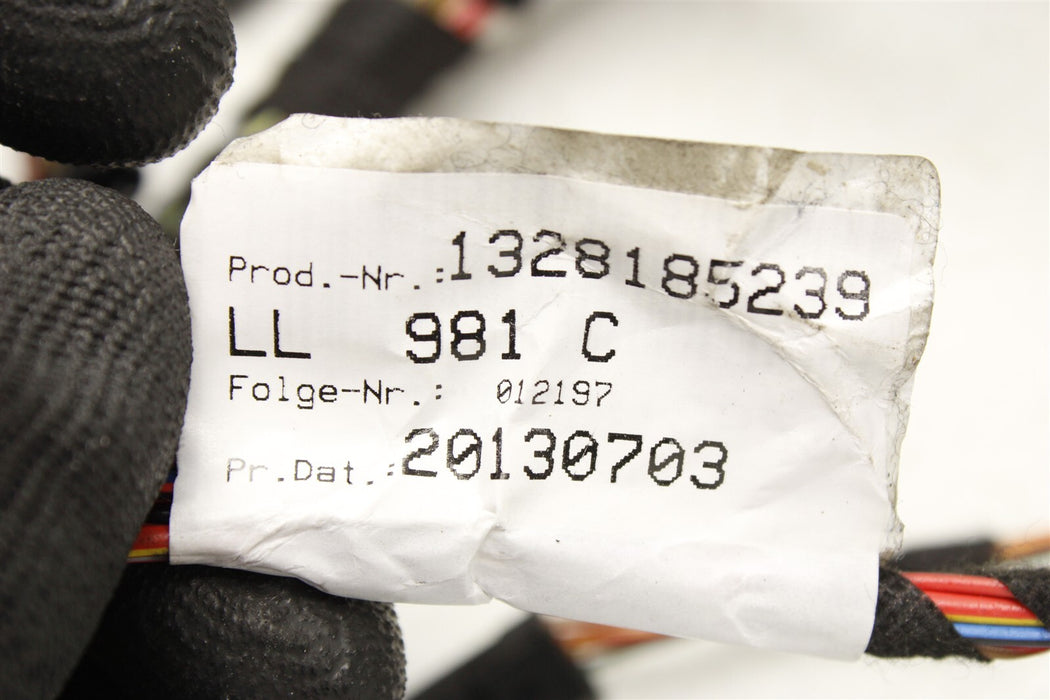 Prod.-Nr.:1328185239
LL 981 C
Folge-Nr.: 012197
Pr.Dat.:20130703